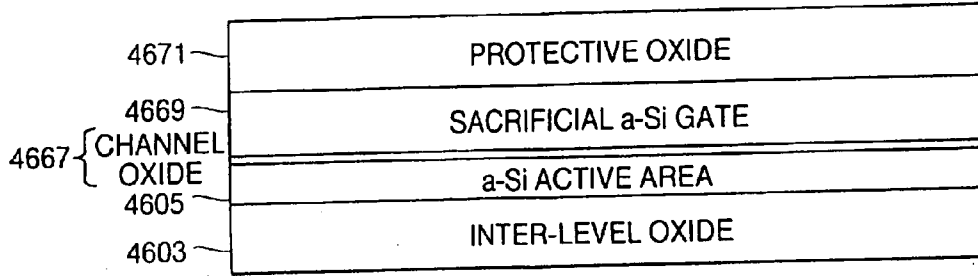 4671 PROTECTIVE OXIDE
4669 SACRIFICIAL a-Si GATE
4667 CHANNEL OXIDE
4605 a-Si ACTIVE AREA
4603 INTER-LEVEL OXIDE